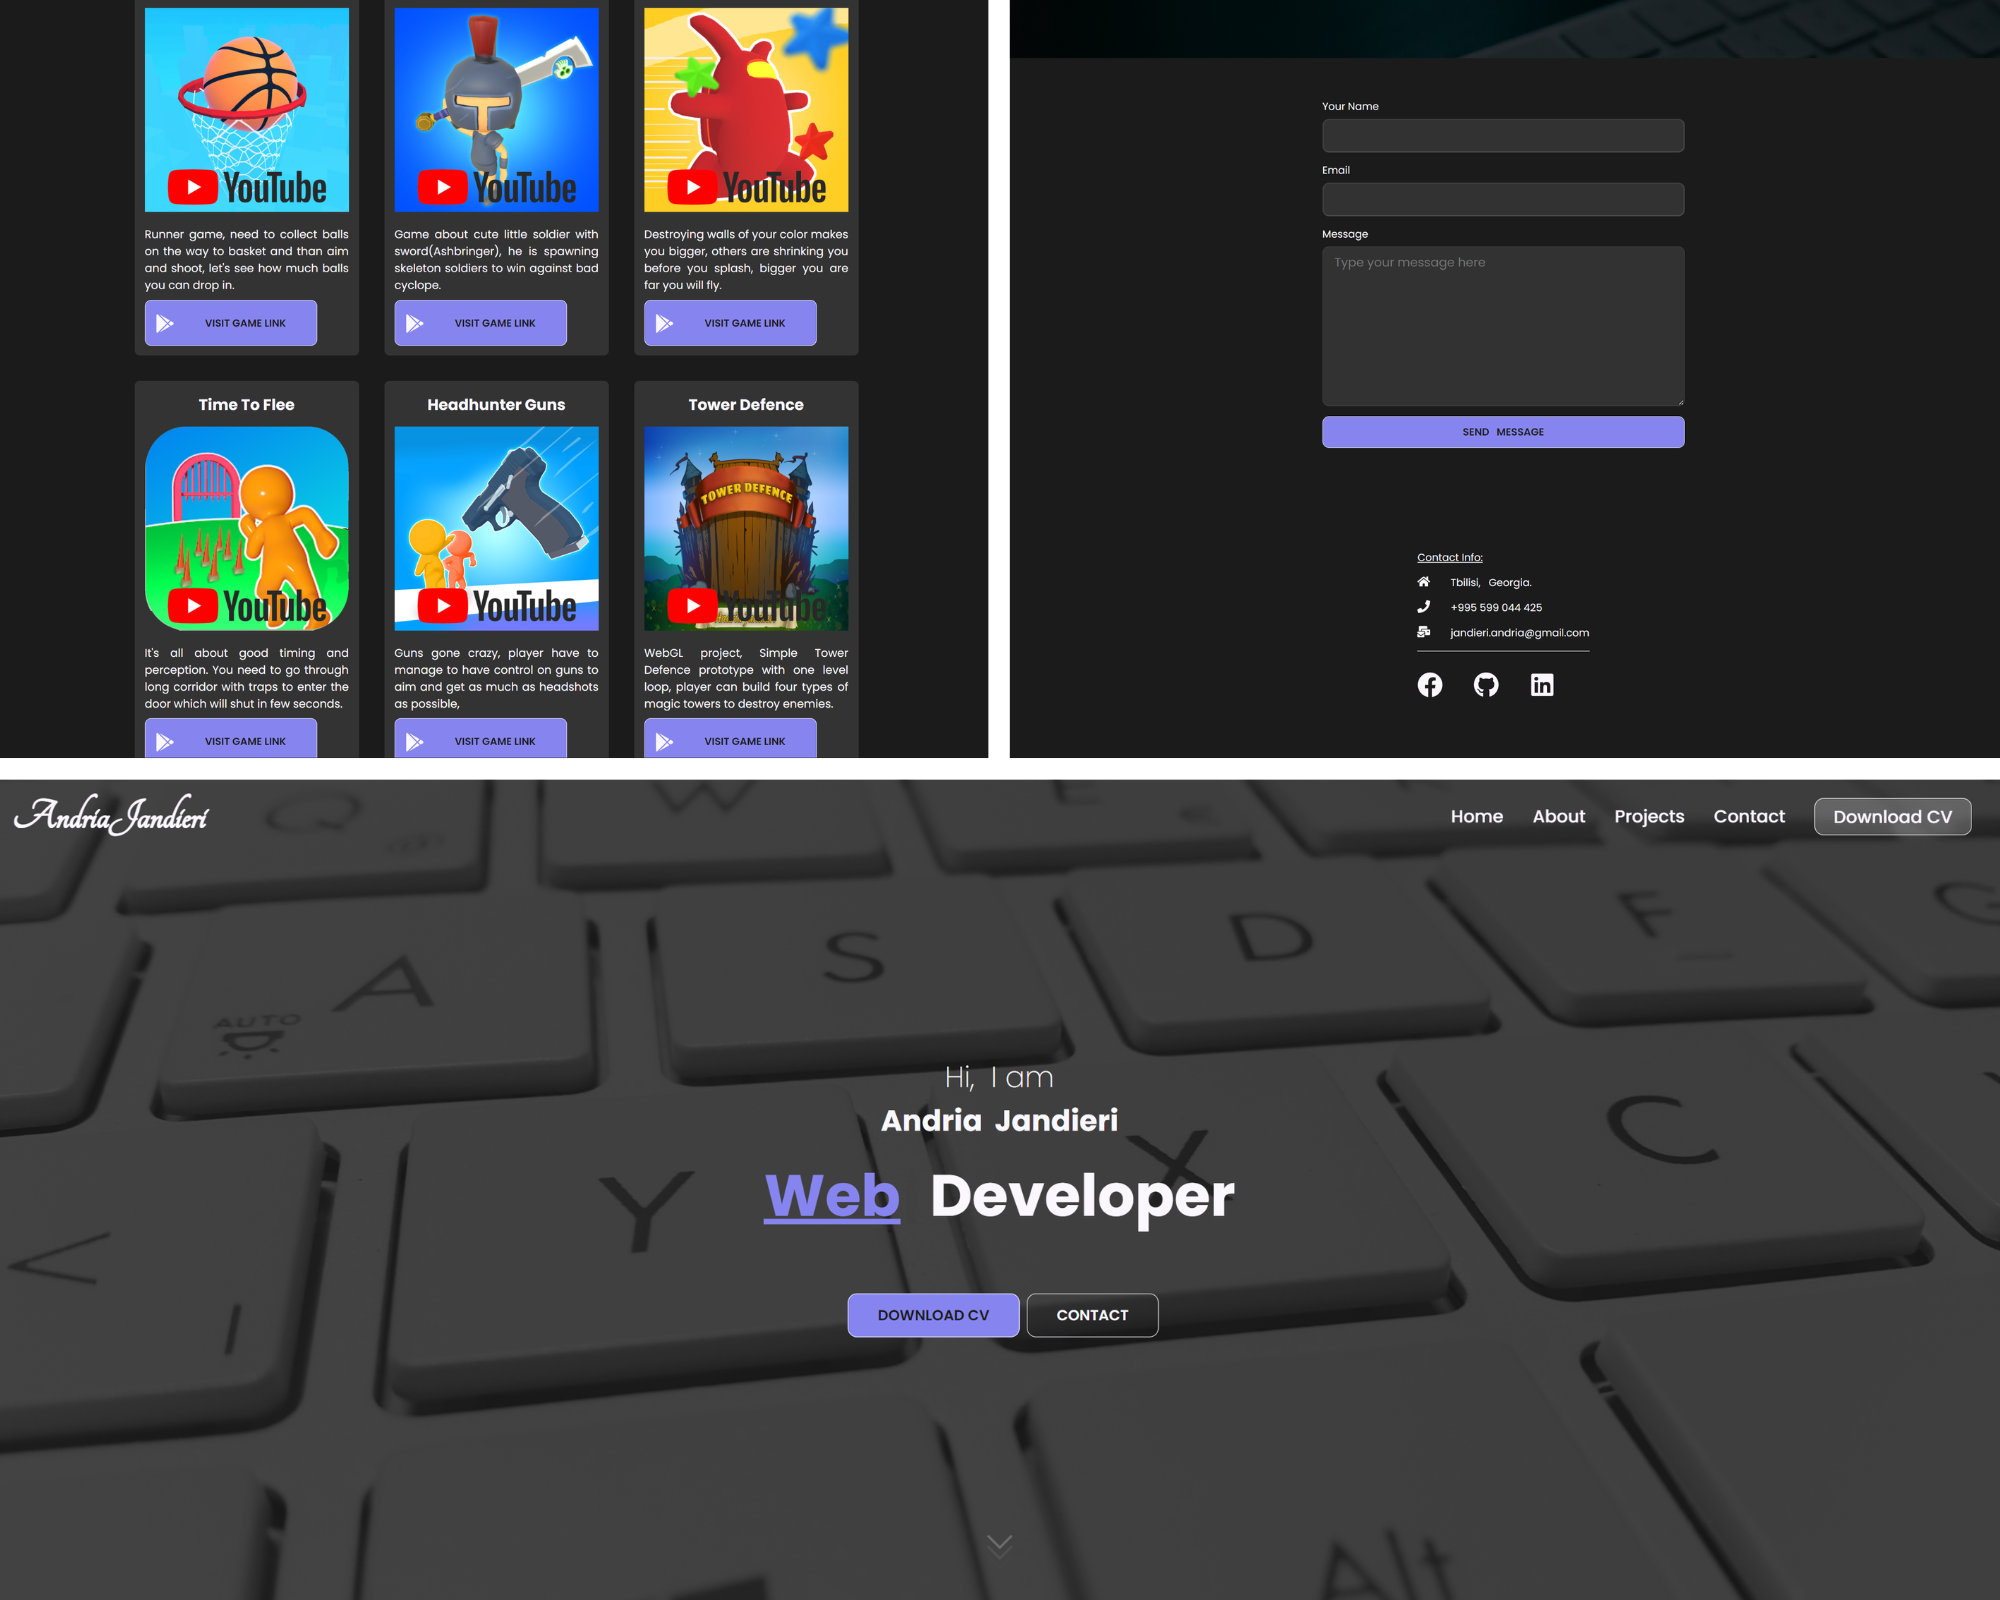 YouTube
Runner game, need to collect balls
on the way to basket and than aim
and shoot, let's see how much balls
you can drop in.
VISIT GAME LINK
YouTube
Game about cute little soldier with
sword(Ashbringer), he is spawning
skeleton soldiers to win against bad
cyclope.
VISIT GAME LINK
YouTube
Destroying walls of your color makes
you bigger, others are shrinking you
before you splash, bigger you are
far you will fly.
VISIT GAME LINK
Time To Flee
YouTube
It's all about good timing and
perception. You need to go through
long corridor with traps to enter the
door which will shut in few seconds.
VISIT GAME LINK
Headhunter Guns
YouTube
Guns gone crazy, player have to
manage to have control on guns to
aim and get as much as headshots
as possible,
VISIT GAME LINK
Tower Defence
TOWER DEFENCE
YouTube
WebGL project, Simple Tower
Defence prototype with one level
loop, player can build four types of
magic towers to destroy enemies.
VISIT GAME LINK
Your Name
Email
Message
Type your message here
SEND MESSAGE
Contact Info:
Tbilisi, Georgia.
+995 599 044 425
jandieri.andria@gmail.com
Andria Jandieri
Home About Projects Contact Download CV
Q W E €
A S D F G
AUTO
Hi, I am
Andria Jandieri
Web Developer
< Y X C
DOWNLOAD CV CONTACT
Alt